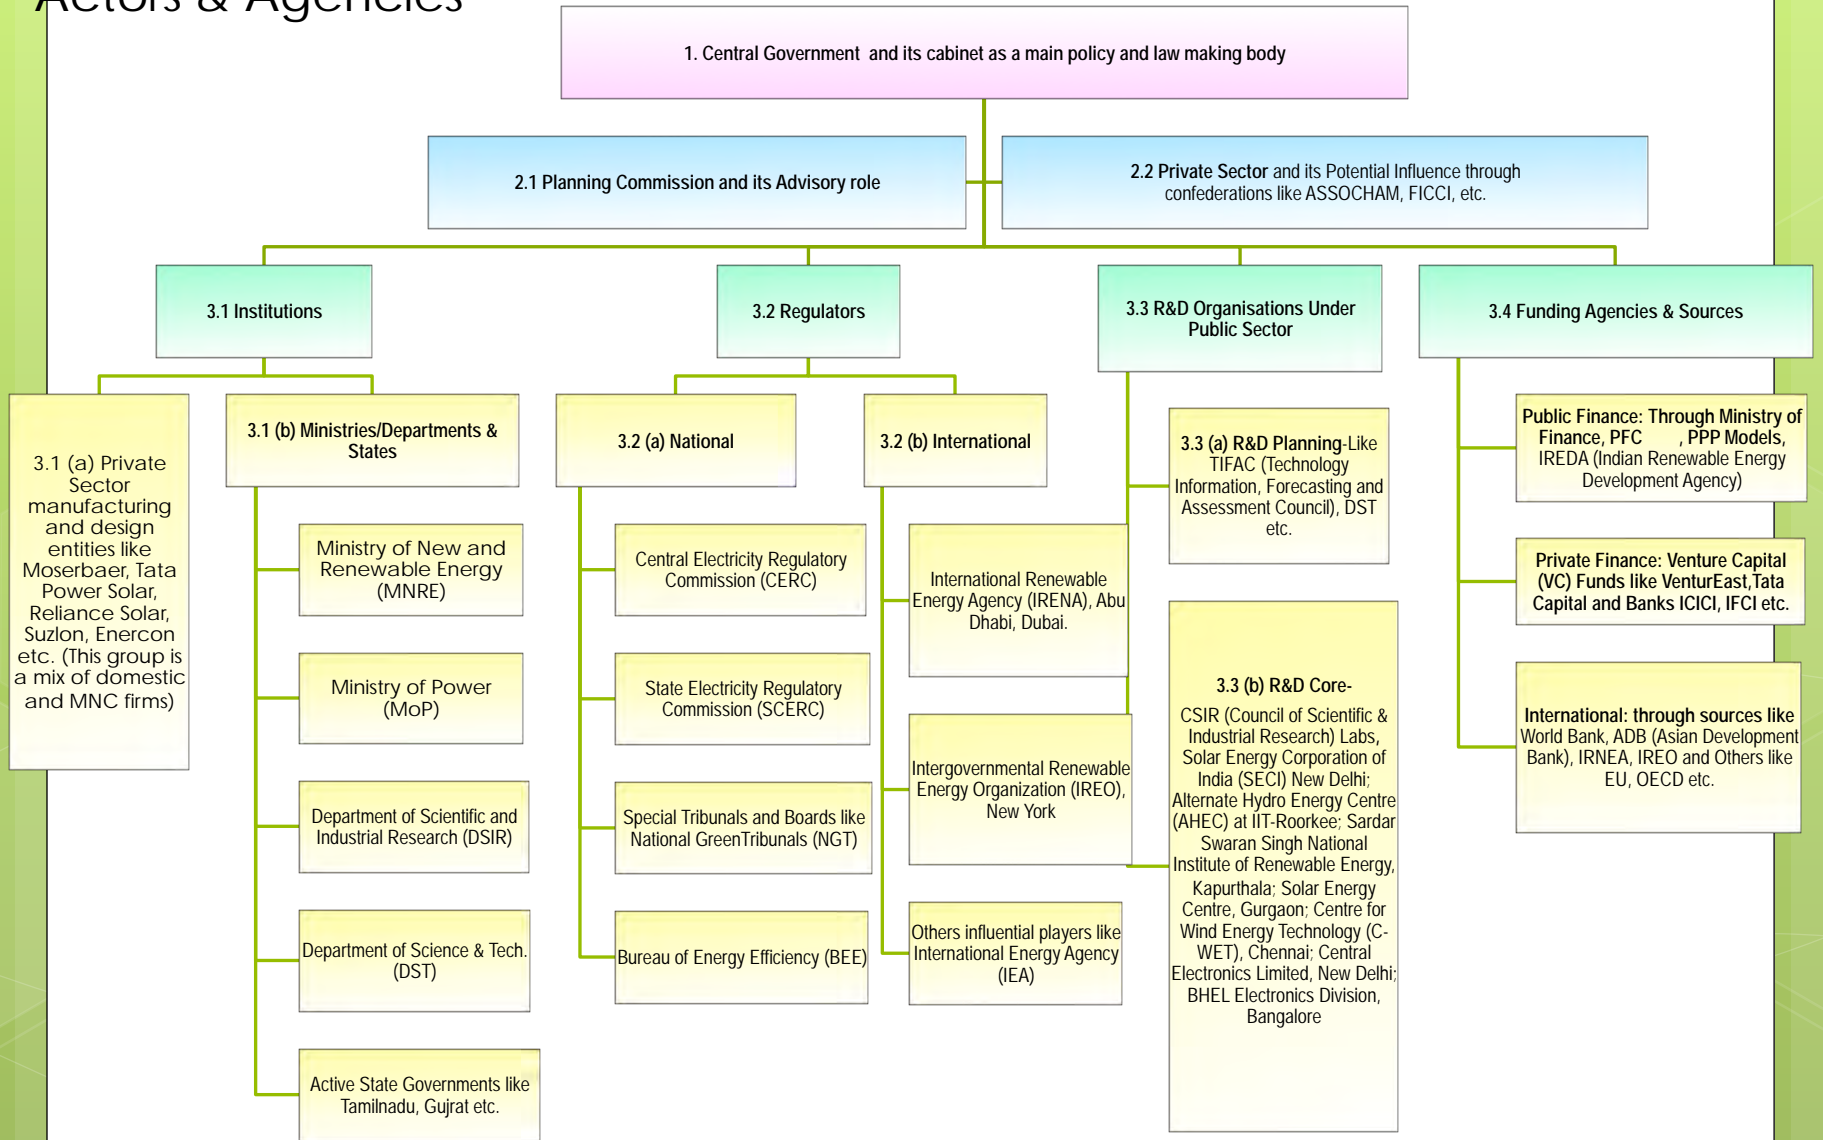 Actors & Agencies
1. Central Government and its cabinet as a main policy and law making body
2.1 Planning Commission and its Advisory role
2.2 Private Sector and its Potential Influence through
confederations like ASSOCHAM, FICCI, etc.
3.1 Institutions
3.2 Regulators
3.3 R&D Organisations Under
Public Sector
3.4 Funding Agencies & Sources
3.1 (a) Private
Sector
manufacturing
and design
entities like
Moserbaer, Tata
Power Solar,
Reliance Solar,
Suzlon, Enercon
etc. (This group is
a mix of domestic
and MNC firms)
3.1 (b) Ministries/Departments &
States
Ministry of New and
Renewable Energy
(MNRE)
Ministry of Power
(MoP)
Department of Scientific and
Industrial Research (DSIR)
Department of Science & Tech.
(DST)
Active State Governments like
Tamilnadu, Gujrat etc.
3.2 (a) National
Central Electricity Regulatory
Commission (CERC)
State Electricity Regulatory
Commission (SCERC)
Special Tribunals and Boards like
National GreenTribunals (NGT)
Bureau of Energy Efficiency (BEE)
3.2 (b) International
International Renewable
Energy Agency (IRENA), Abu
Dhabi, Dubai.
Intergovernmental Renewable
Energy Organization (IREO),
New York
Others influential players like
International Energy Agency
(IEA)
3.3 (a) R&D Planning-Like
TIFAC (Technology
Information, Forecasting and
Assessment Council), DST
etc.
3.3 (b) R&D Core-
CSIR (Council of Scientific &
Industrial Research) Labs,
Solar Energy Corporation of
India (SECI) New Delhi;
Alternate Hydro Energy Centre
(AHEC) at IIT-Roorkee; Sardar
Swaran Singh National
Institute of Renewable Energy,
Kapurthala; Solar Energy
Centre, Gurgaon; Centre for
Wind Energy Technology (C-
WET), Chennai; Central
Electronics Limited, New Delhi;
BHEL Electronics Division,
Bangalore
Public Finance: Through Ministry of
Finance, PFC , PPP Models,
IREDA (Indian Renewable Energy
Development Agency)
Private Finance: Venture Capital
(VC) Funds like VenturEast,Tata
Capital and Banks ICICI, IFCI etc.
International: through sources like
World Bank, ADB (Asian Development
Bank), IRNEA, IREO and Others like
EU, OECD etc.